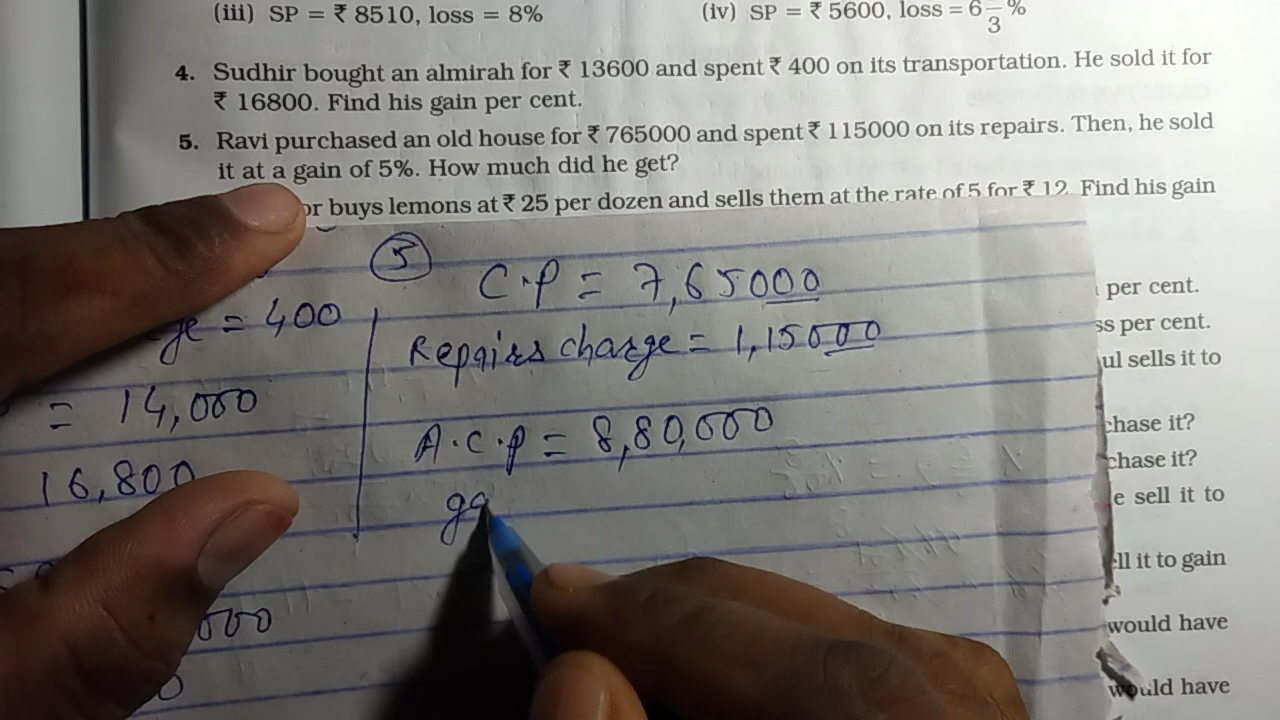 (iii) SP = ₹ 8510, loss = 8%
(iv) SP = ₹ 5600, loss = 6 /3 %
4. Sudhir bought an almirah for ₹ 13600 and spent ₹ 400 on its transportation. He sold it for
₹ 16800. Find his gain per cent.
5. Ravi purchased an old house for ₹ 765000 and spent ₹ 115000 on its repairs. Then, he sold
it at a gain of 5%. How much did he get?
buys lemons at ₹ 25 per dozen and sells them at the rate of 5 for ₹ 12. Find his gain
per cent.
per cent.
sells it to
it?
it?
sell it to
it to gain
would have
would have
= 400
= 14,000
16,800
000
0
5
C.P = 7,65000
Repairs charge = 1,15000
A.C.P = 8,80,000
ga